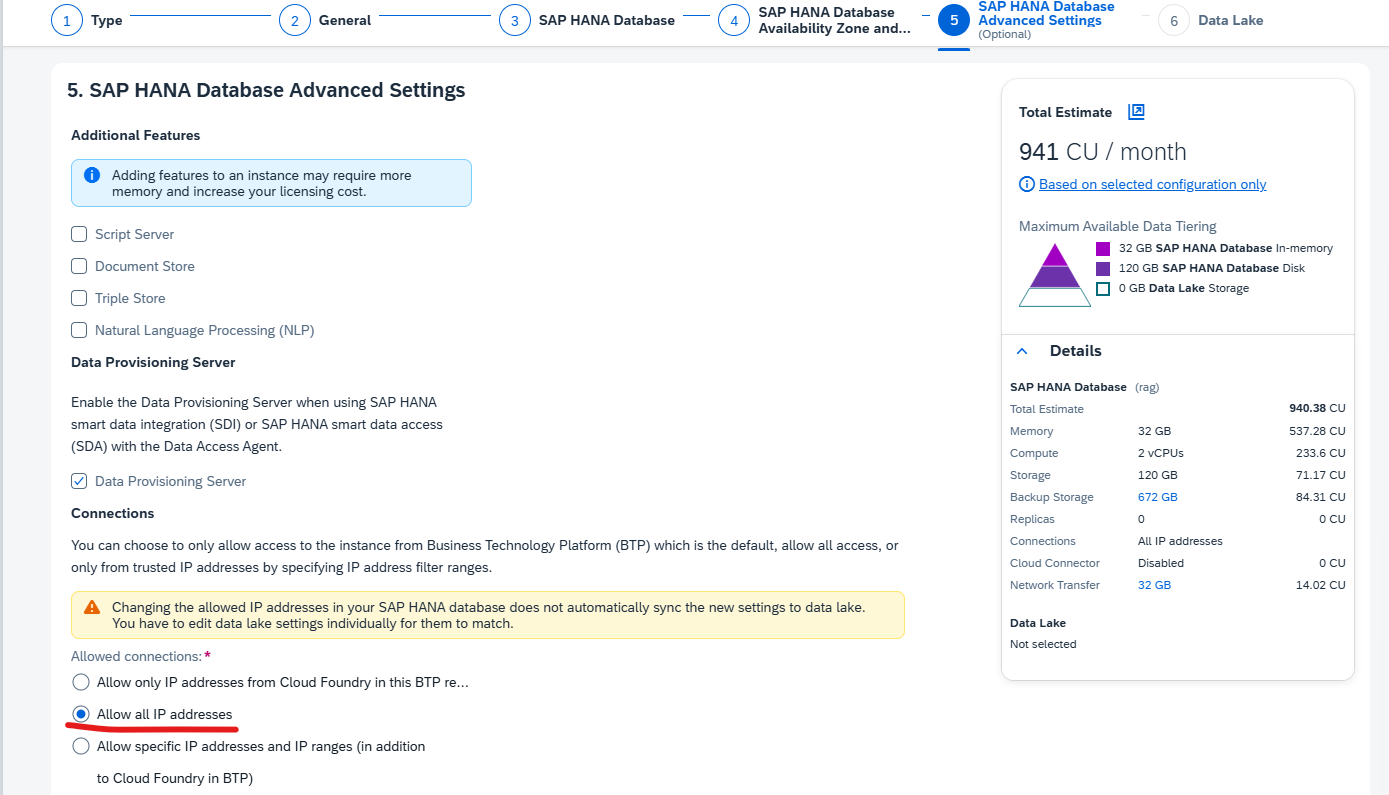 1 Type
2 General
3 SAP HANA Database
4 SAP HANA Database
Availability Zone and...
5 SAP HANA Database
Advanced Settings
(Optional)
6 Data Lake
5. SAP HANA Database Advanced Settings
Additional Features
Adding features to an instance may require more
memory and increase your licensing cost.
Script Server
Document Store
Triple Store
Natural Language Processing (NLP)
Data Provisioning Server
Enable the Data Provisioning Server when using SAP HANA
smart data integration (SDI) or SAP HANA smart data access
(SDA) with the Data Access Agent.
Data Provisioning Server
Connections
You can choose to only allow access to the instance from Business Technology Platform (BTP) which is the default, allow all access, or
only from trusted IP addresses by specifying IP address filter ranges.
Changing the allowed IP addresses in your SAP HANA database does not automatically sync the new settings to data lake.
You have to edit data lake settings individually for them to match.
Allowed connections:*
Allow only IP addresses from Cloud Foundry in this BTP re...
Allow all IP addresses
Allow specific IP addresses and IP ranges (in addition
to Cloud Foundry in BTP)
Total Estimate
941 CU / month
Based on selected configuration only
Maximum Available Data Tiering
32 GB SAP HANA Database In-memory
120 GB SAP HANA Database Disk
0 GB Data Lake Storage
Details
SAP HANA Database (rag)
Total Estimate 940.38 CU
Memory 32 GB 537.28 CU
Compute 2 vCPUs 233.6 CU
Storage 120 GB 71.17 CU
Backup Storage 672 GB 84.31 CU
Replicas 0 0 CU
Connections All IP addresses
Cloud Connector Disabled 0 CU
Network Transfer 32 GB 14.02 CU
Data Lake
Not selected